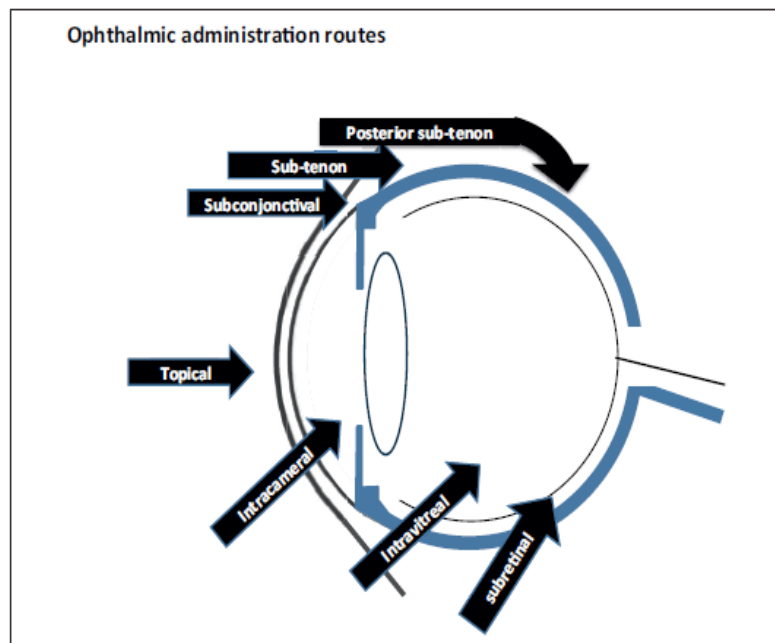 Ophthalmic administration routes
Posterior sub-tenon
Sub-tenon
Subconjonctival
Topical
Intracameral
Intravitreal
subretinal